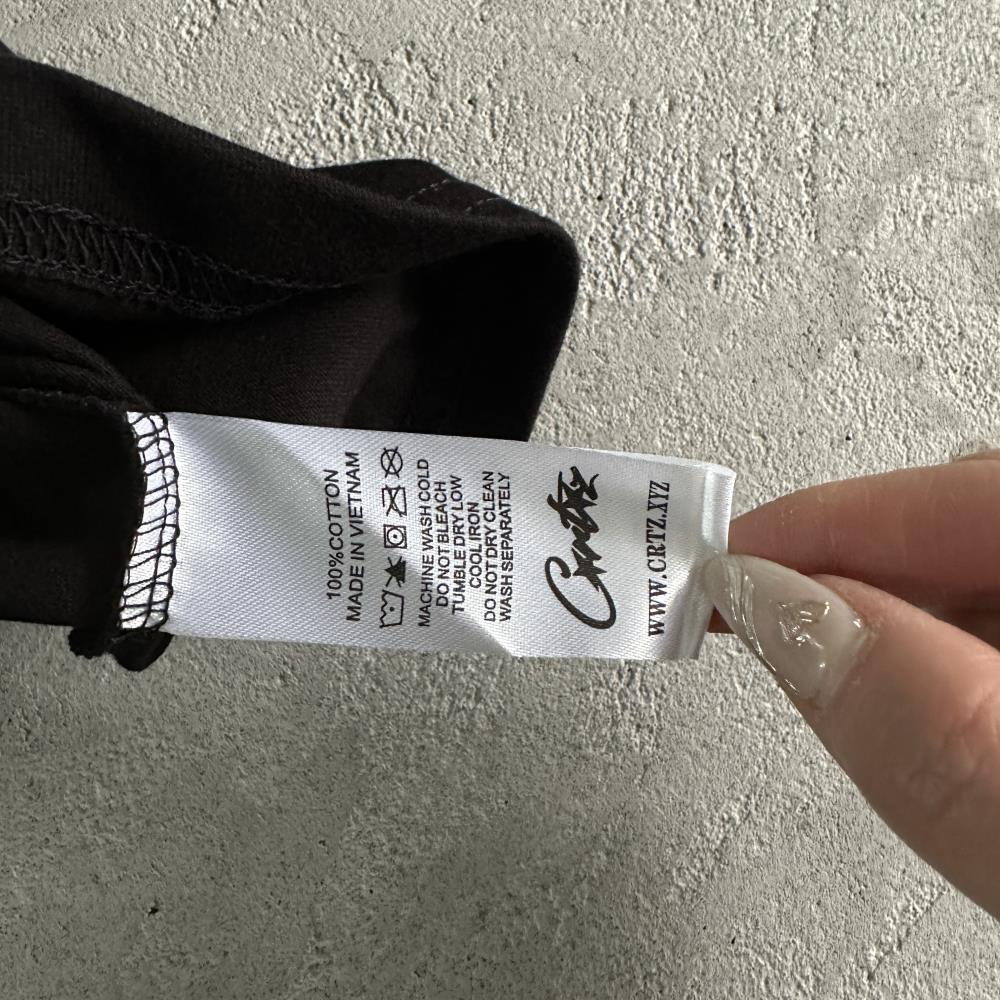 100%COTTON
MADE IN VIETNAM
MACHINE WASH COLD
DO NOT BLEACH
TUMBLE DRY LOW
COOL IRON
DO NOT DRY CLEAN
WASH SEPARATELY
Crtz
WWW.CRTZ.XYZ